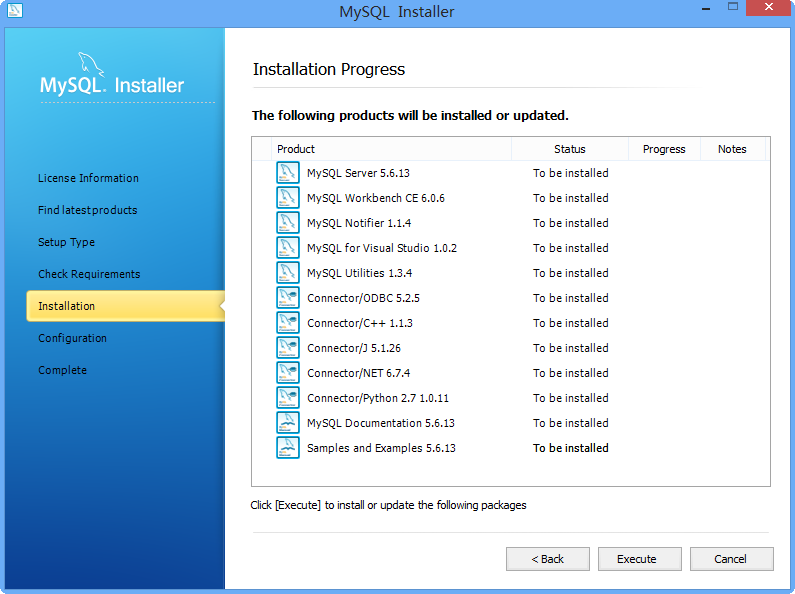 MySQL Installer
MySQL. Installer
License Information
Find latest products
Setup Type
Check Requirements
Installation
Configuration
Complete
Installation Progress
The following products will be installed or updated.
Product Status Progress Notes
MySQL Server 5.6.13 To be installed
MySQL Workbench CE 6.0.6 To be installed
MySQL Notifier 1.1.4 To be installed
MySQL for Visual Studio 1.0.2 To be installed
MySQL Utilities 1.3.4 To be installed
Connector/ODBC 5.2.5 To be installed
Connector/C++ 1.1.3 To be installed
Connector/J 5.1.26 To be installed
Connector/NET 6.7.4 To be installed
Connector/Python 2.7 1.0.11 To be installed
MySQL Documentation 5.6.13 To be installed
Samples and Examples 5.6.13 To be installed
Click [Execute] to install or update the following packages
< Back Execute Cancel